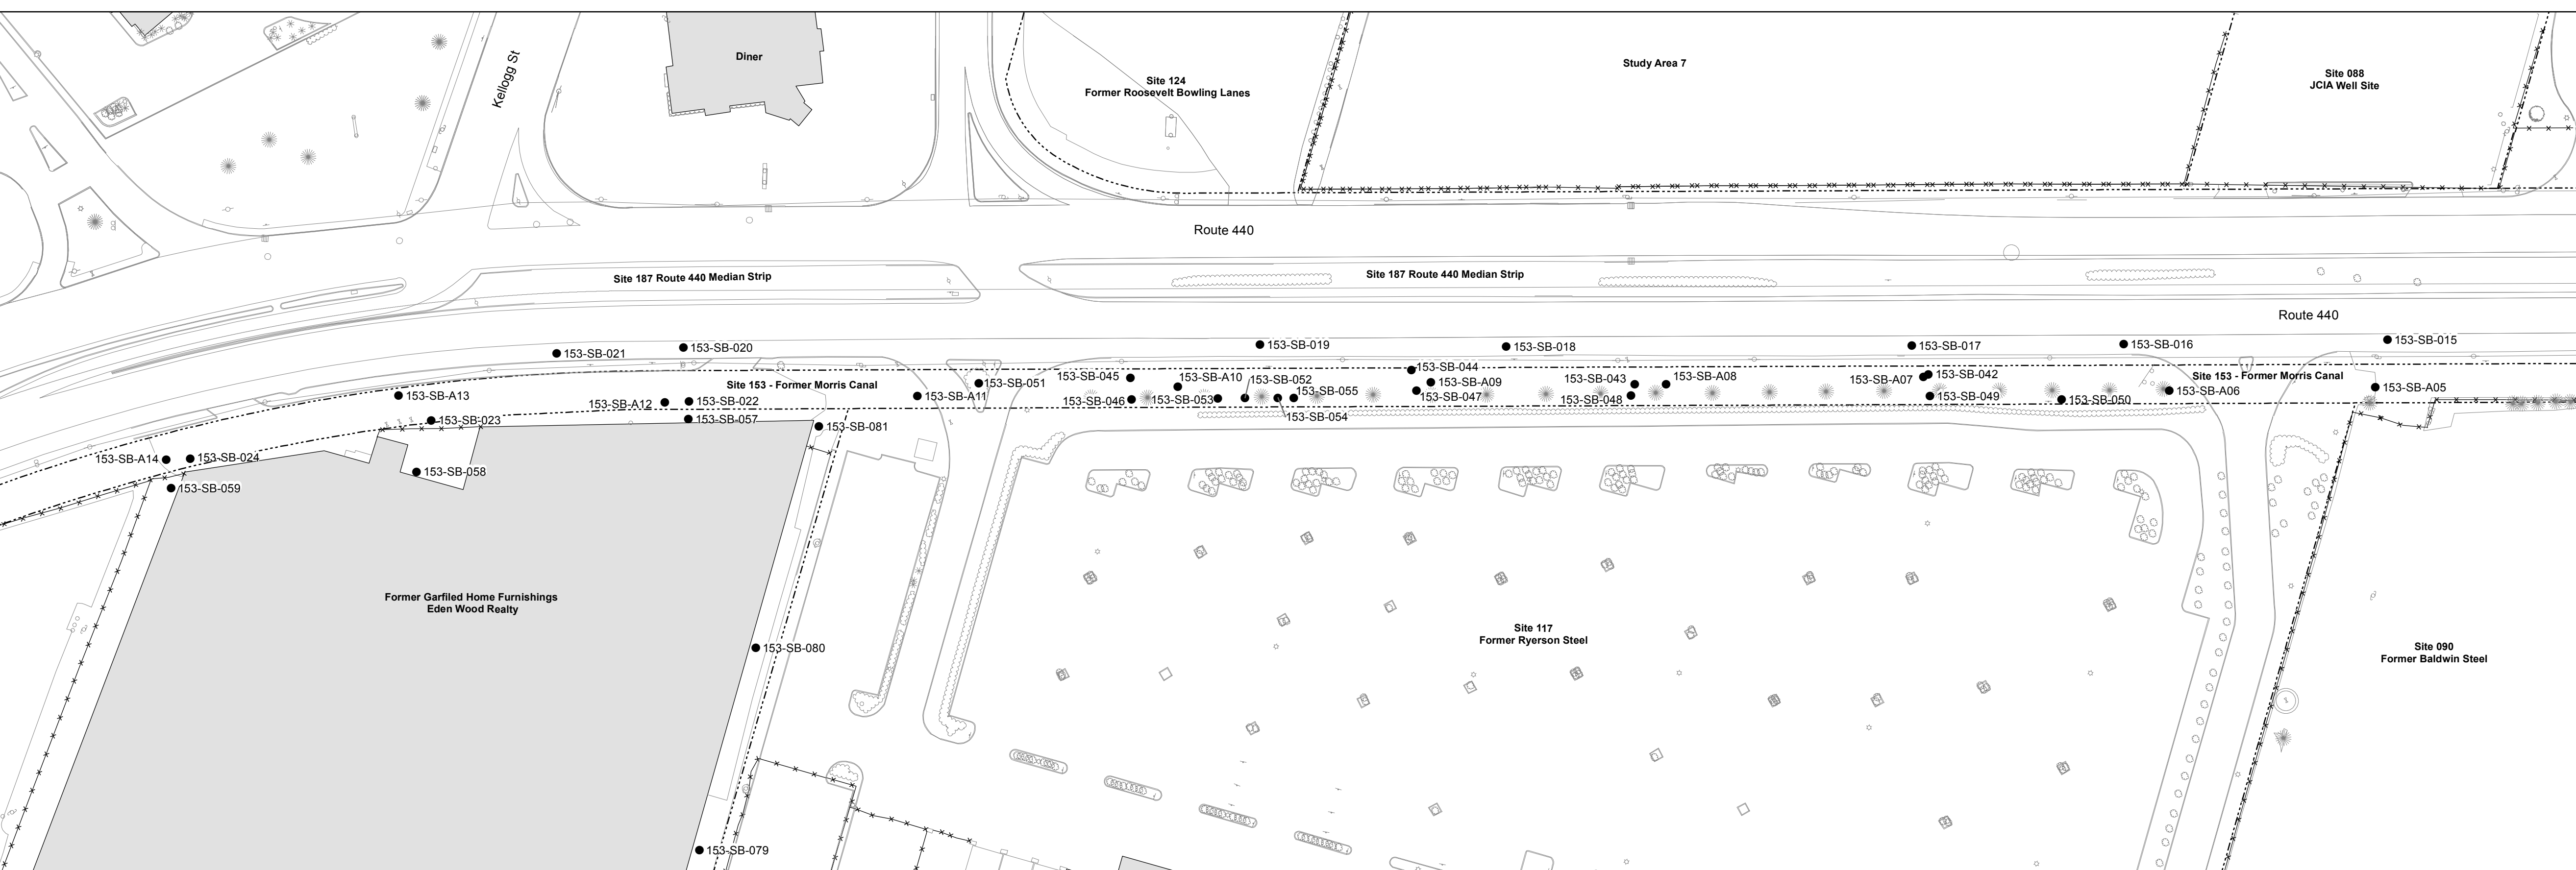 Diner
Kellogg St
Site 124
Former Roosevelt Bowling Lanes
Study Area 7
Site 088
JCIA Well Site
Route 440
Site 187 Route 440 Median Strip
Site 187 Route 440 Median Strip
Route 440
153-SB-021
153-SB-020
153-SB-019
153-SB-018
153-SB-017
153-SB-016
153-SB-015
Site 153 - Former Morris Canal
153-SB-051
153-SB-045
153-SB-A10
153-SB-052
153-SB-044
153-SB-A09
153-SB-043
153-SB-A08
153-SB-A07
153-SB-042
Site 153 - Former Morris Canal
153-SB-A13
153-SB-A12
153-SB-022
153-SB-A11
153-SB-046
153-SB-053
153-SB-055
153-SB-047
153-SB-048
153-SB-049
153-SB-050
153-SB-A06
153-SB-A05
153-SB-023
153-SB-057
153-SB-081
153-SB-054
153-SB-A14
153-SB-024
153-SB-058
153-SB-059
Former Garfiled Home Furnishings
Eden Wood Realty
Site 117
Former Ryerson Steel
153-SB-080
Site 090
Former Baldwin Steel
153-SB-079